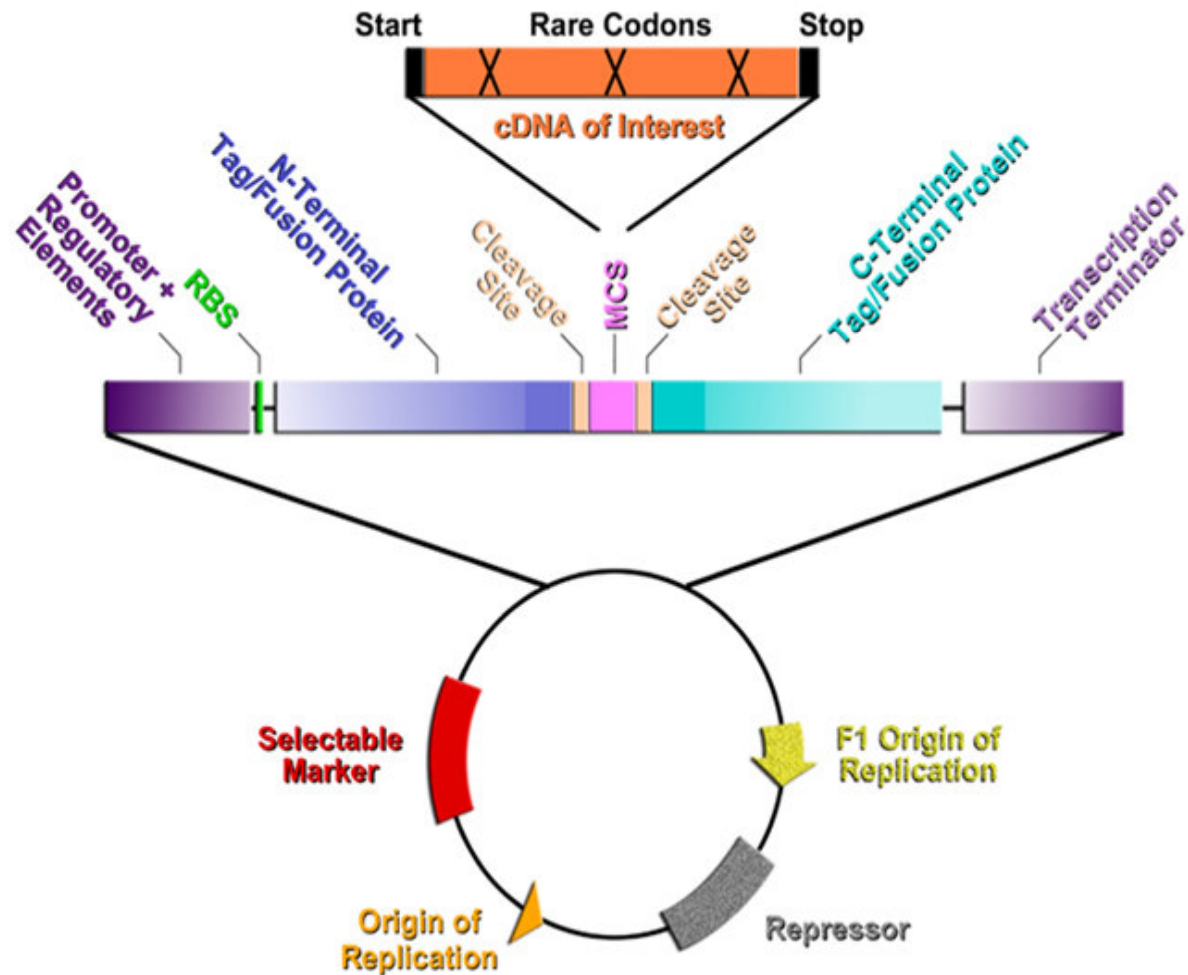 Start Rare Codons Stop
cDNA of Interest
Promoter +
Regulatory
Elements
RBS
N-Terminal
Tag/Fusion Protein
Cleavage
Site
MCS
Cleavage
Site
C-Terminal
Tag/Fusion Protein
Transcription
Terminator
Selectable
Marker
F1 Origin of
Replication
Origin of
Replication
Repressor